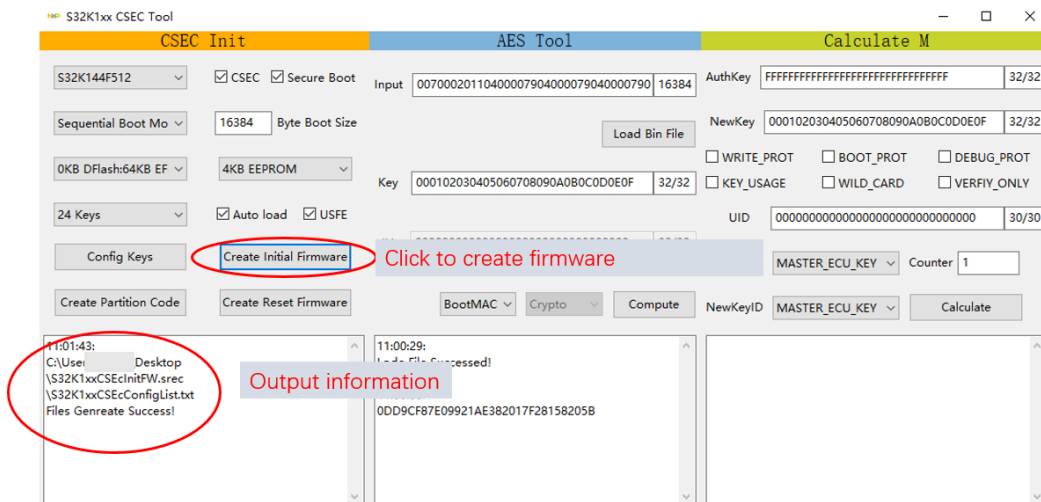 NXP S32K1xx CSEC Tool
CSEC Init
AES Tool
Calculate M
S32K144F512
CSEC
Secure Boot
Sequential Boot Mo
16384
Byte Boot Size
0KB DFlash:64KB EF
4KB EEPROM
24 Keys
Auto load
USFE
Config Keys
Create Initial Firmware
Create Partition Code
Create Reset Firmware
Input
00700020110400007904000079040000790
16384
Load Bin File
Key
000102030405060708090A0B0C0D0E0F
32/32
Click to create firmware
BootMAC
Crypto
Compute
AuthKey
FFFFFFFFFFFFFFFFFFFFFFFFFFFFFFFF
32/32
NewKey
000102030405060708090A0B0C0D0E0F
32/32
WRITE_PROT
BOOT_PROT
DEBUG_PROT
KEY_USAGE
WILD_CARD
VERFIY_ONLY
UID
000000000000000000000000000000
30/30
MASTER_ECU_KEY
Counter
1
NewKeyID
MASTER_ECU_KEY
Calculate
11:01:43:
C:\User Desktop
\S32K1xxCSEcInitFW.srec
\S32K1xxCSEcConfigList.txt
Files Genreate Success!
Output information
11:00:29:
Lode File Successed!
0DD9CF87E09921AE382017F28158205B